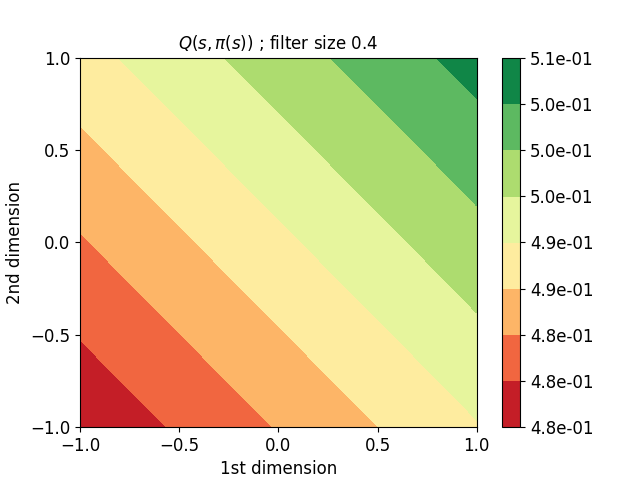 Q(s, π(s)) ; filter size 0.4
1.0
0.5
0.0
−0.5
−1.0
2nd dimension
−1.0 −0.5 0.0 0.5 1.0
1st dimension
5.1e-01
5.0e-01
5.0e-01
5.0e-01
4.9e-01
4.9e-01
4.8e-01
4.8e-01
4.8e-01